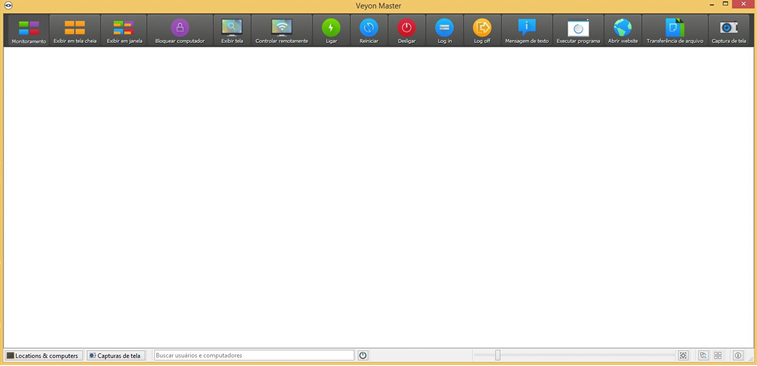 Veyon Master
Monitoramento Exibir em tela cheia Exibir em janela Bloquear computador Exibir tela Controlar remotamente Ligar Reiniciar Desligar Log in Log off Mensagem de texto Executar programa Abrir website Transferência de arquivo Captura de tela
Locations & computers Capturas de tela Buscar usuários e computadores